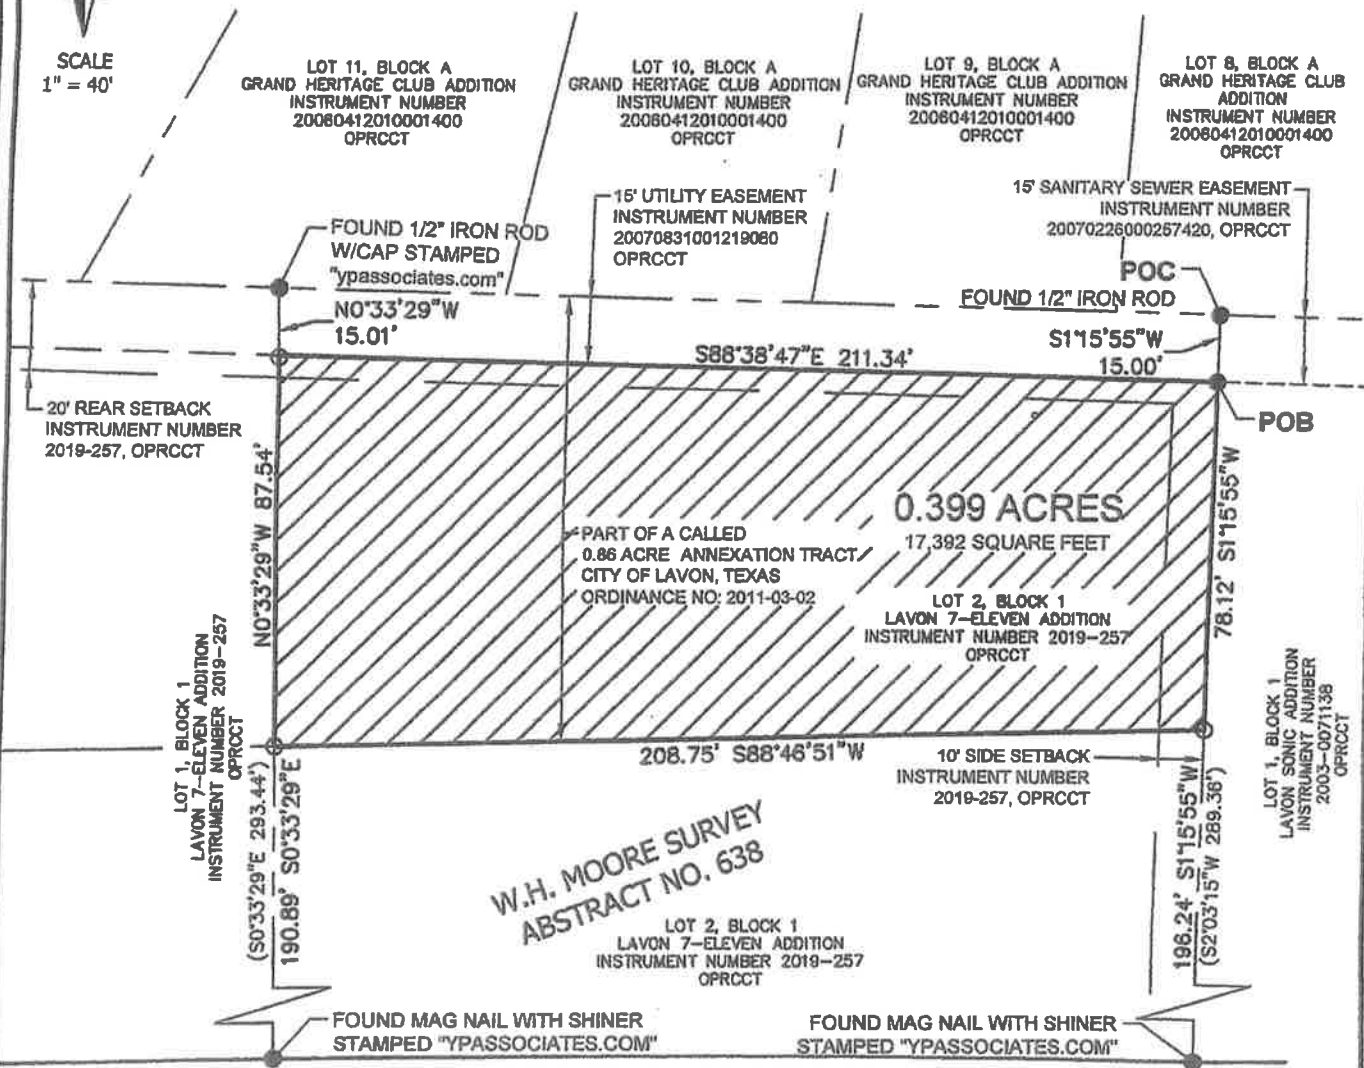 SCALE
1" = 40'
LOT 11, BLOCK A
GRAND HERITAGE CLUB ADDITION
INSTRUMENT NUMBER
20060412010001400
OPRCCT
LOT 10, BLOCK A
GRAND HERITAGE CLUB ADDITION
INSTRUMENT NUMBER
20060412010001400
OPRCCT
LOT 9, BLOCK A
GRAND HERITAGE CLUB ADDITION
INSTRUMENT NUMBER
20060412010001400
OPRCCT
LOT 8, BLOCK A
GRAND HERITAGE CLUB
ADDITION
INSTRUMENT NUMBER
20060412010001400
OPRCCT
15' UTILITY EASEMENT
INSTRUMENT NUMBER
20070831001219060
OPRCCT
15' SANITARY SEWER EASEMENT
INSTRUMENT NUMBER
20070226000257420, OPRCCT
FOUND 1/2" IRON ROD
W/CAP STAMPED
"ypassociates.com"
N0°33'29"W
15.01'
POC
FOUND 1/2" IRON ROD
S1°15'55"W
15.00'
S88°38'47"E 211.34'
POB
20' REAR SETBACK
INSTRUMENT NUMBER
2019-257, OPRCCT
N0°33'29"W 87.54'
0.399 ACRES
17,392 SQUARE FEET
PART OF A CALLED
0.86 ACRE ANNEXATION TRACT
CITY OF LAVON, TEXAS
ORDINANCE NO: 2011-03-02
LOT 2, BLOCK 1
LAVON 7-ELEVEN ADDITION
INSTRUMENT NUMBER 2019-257
OPRCCT
78.12' S1°15'55"W
LOT 1, BLOCK 1
LAVON 7-ELEVEN ADDITION
INSTRUMENT NUMBER 2019-257
OPRCCT
LOT 1, BLOCK 1
LAVON SONIC ADDITION
INSTRUMENT NUMBER
2003-0071138
OPRCCT
208.75' S88°46'51"W
10' SIDE SETBACK
INSTRUMENT NUMBER
2019-257, OPRCCT
(S0°33'29"E 293.44')
190.89' S0°33'29"E
196.24' S1°15'55"W
(S2°03'15"W 289.36')
W.H. MOORE SURVEY
ABSTRACT NO. 638
LOT 2, BLOCK 1
LAVON 7-ELEVEN ADDITION
INSTRUMENT NUMBER 2019-257
OPRCCT
FOUND MAG NAIL WITH SHINER
STAMPED "YPASSOCIATES.COM"
FOUND MAG NAIL WITH SHINER
STAMPED "YPASSOCIATES.COM"